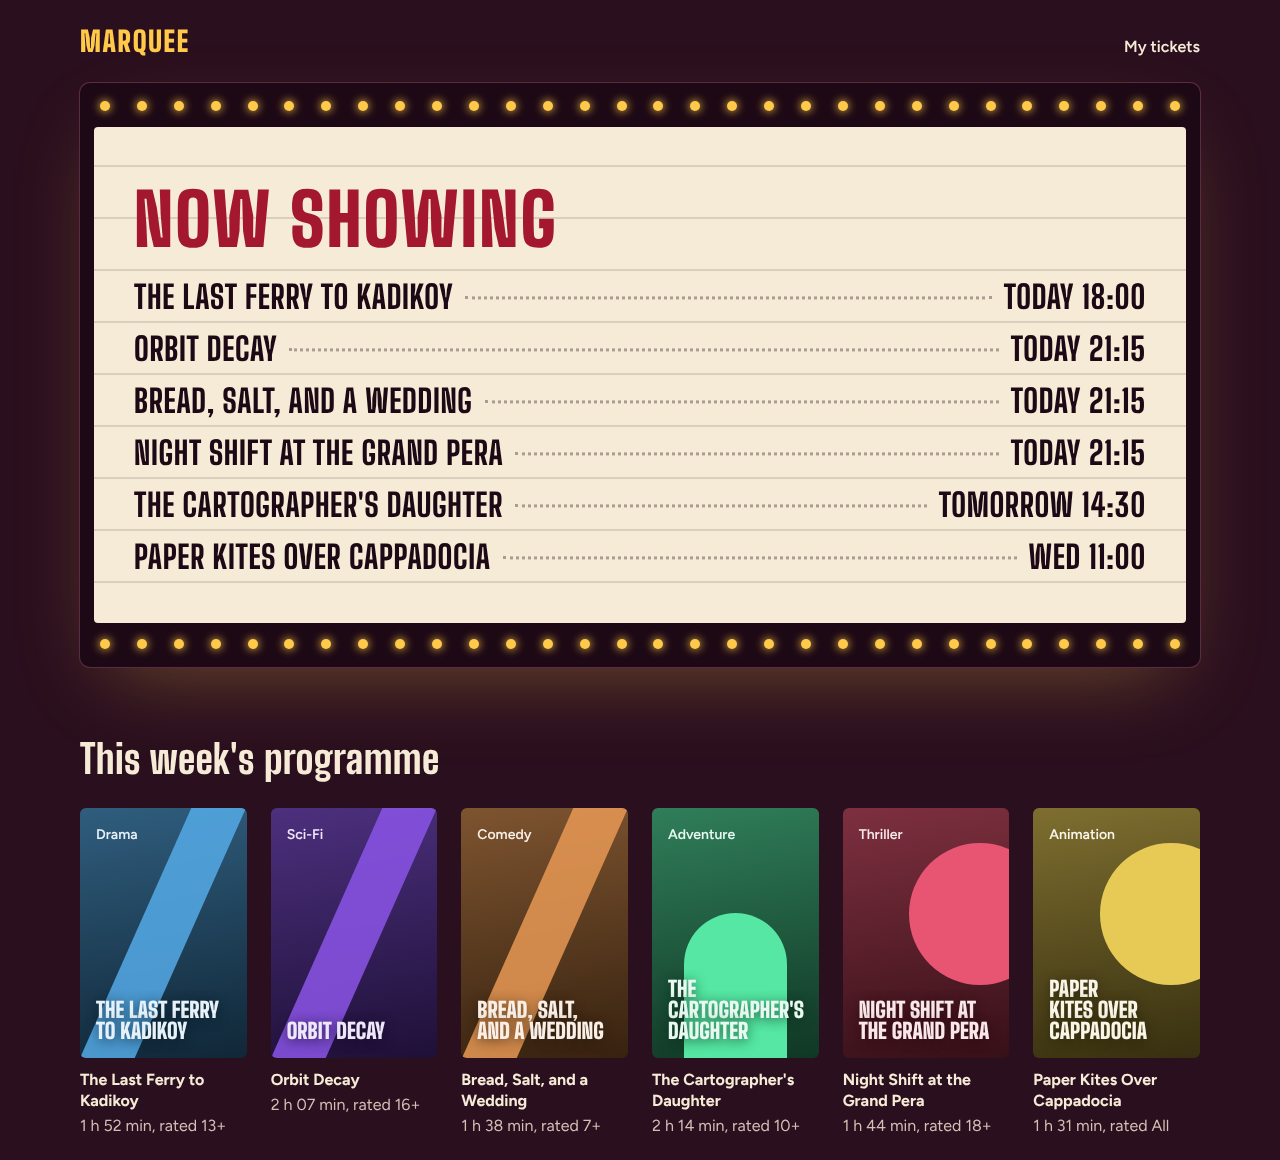 MARQUEE
My tickets
NOW SHOWING
THE LAST FERRY TO KADIKOY TODAY 18:00
ORBIT DECAY TODAY 21:15
BREAD, SALT, AND A WEDDING TODAY 21:15
NIGHT SHIFT AT THE GRAND PERA TODAY 21:15
THE CARTOGRAPHER'S DAUGHTER TOMORROW 14:30
PAPER KITES OVER CAPPADOCIA WED 11:00
This week's programme
Drama
THE LAST FERRY
TO KADIKOY
The Last Ferry to
Kadikoy
1 h 52 min, rated 13+
Sci-Fi
ORBIT DECAY
Orbit Decay
2 h 07 min, rated 16+
Comedy
BREAD, SALT,
AND A WEDDING
Bread, Salt, and a
Wedding
1 h 38 min, rated 7+
Adventure
THE
CARTOGRAPHER'S
DAUGHTER
The Cartographer's
Daughter
2 h 14 min, rated 10+
Thriller
NIGHT SHIFT AT
THE GRAND PERA
Night Shift at the
Grand Pera
1 h 44 min, rated 18+
Animation
PAPER
KITES OVER
CAPPADOCIA
Paper Kites Over
Cappadocia
1 h 31 min, rated All